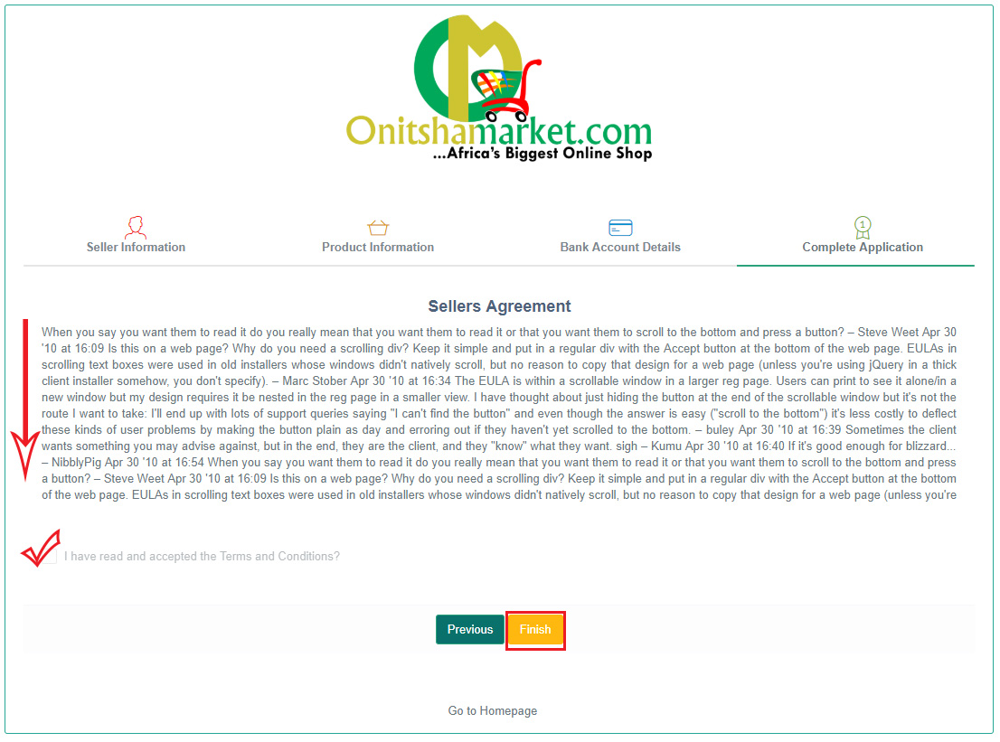 Onitshamarket.com
...Africa's Biggest Online Shop
Seller Information
Product Information
Bank Account Details
1
Complete Application
Sellers Agreement
When you say you want them to read it do you really mean that you want them to read it or that you want them to scroll to the bottom and press a button? – Steve Weet Apr 30
'10 at 16:09 Is this on a web page? Why do you need a scrolling div? Keep it simple and put in a regular div with the Accept button at the bottom of the web page. EULAs in
scrolling text boxes were used in old installers whose windows didn't natively scroll, but no reason to copy that design for a web page (unless you're using jQuery in a thick
client installer somehow, you don't specify). – Marc Stober Apr 30 '10 at 16:34 The EULA is within a scrollable window in a larger reg page. Users can print to see it alone/in a
new window but my design requires it be nested in the reg page in a smaller view. I have thought about just hiding the button at the end of the scrollable window but it's not the
route I want to take: I'll end up with lots of support queries saying "I can't find the button" and even though the answer is easy ("scroll to the bottom") it's less costly to deflect
these kinds of user problems by making the button plain as day and erroring out if they haven't yet scrolled to the bottom. – buley Apr 30 '10 at 16:39 Sometimes the client
wants something you may advise against, but in the end, they are the client, and they "know" what they want. sigh – Kumu Apr 30 '10 at 16:40 If it's good enough for blizzard...
– NibblyPig Apr 30 '10 at 16:54 When you say you want them to read it do you really mean that you want them to read it or that you want them to scroll to the bottom and press
a button? – Steve Weet Apr 30 '10 at 16:09 Is this on a web page? Why do you need a scrolling div? Keep it simple and put in a regular div with the Accept button at the bottom
of the web page. EULAs in scrolling text boxes were used in old installers whose windows didn't natively scroll, but no reason to copy that design for a web page (unless you're
I have read and accepted the Terms and Conditions?
Previous
Finish
Go to Homepage